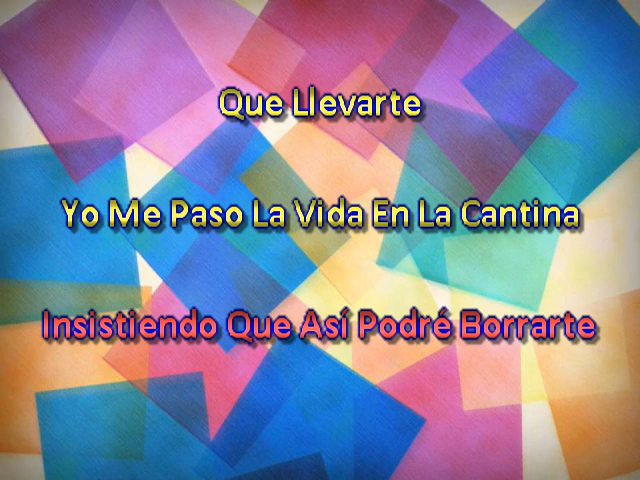 Que Llevarte
Yo Me Paso La Vida En La Cantina
Insistiendo Que Así Podré Borrarte